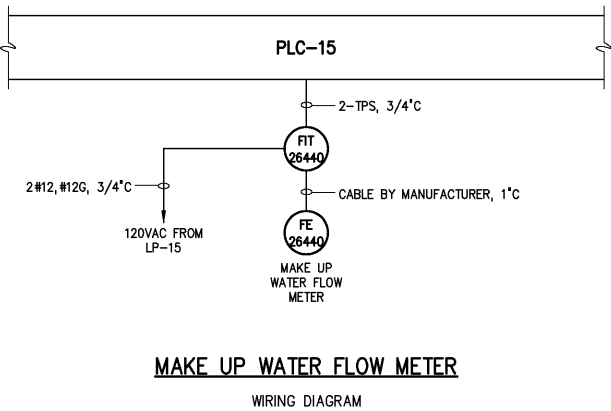 PLC-15
2-TPS, 3/4"C
FIT
26440
2#12,#12G, 3/4"C
CABLE BY MANUFACTURER, 1"C
120VAC FROM
LP-15
FE
26440
MAKE UP
WATER FLOW
METER
MAKE UP WATER FLOW METER
WIRING DIAGRAM